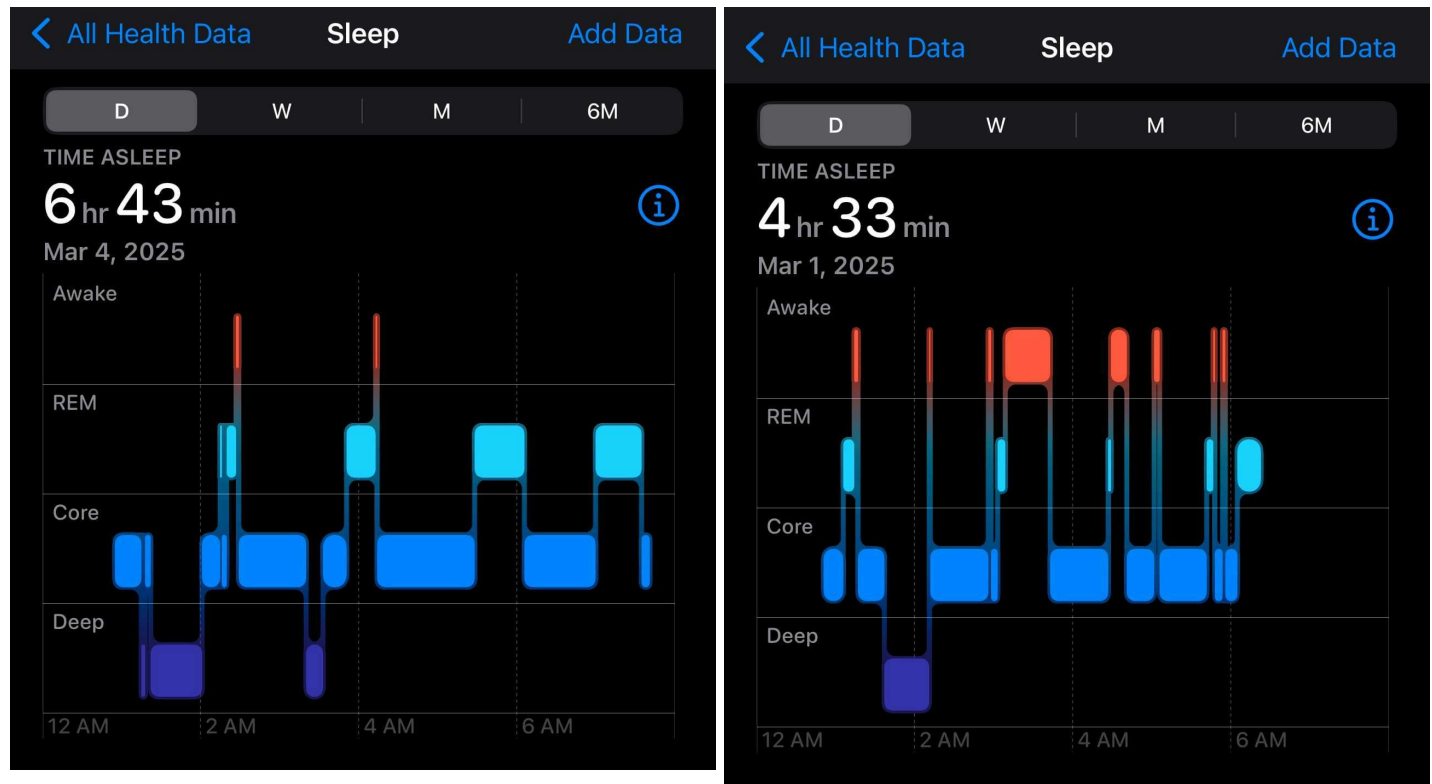 All Health Data Sleep Add Data
D W M 6M
TIME ASLEEP
6 hr 43 min
Mar 4, 2025
Awake
REM
Core
Deep
12 AM 2 AM 4 AM 6 AM
All Health Data Sleep Add Data
D W M 6M
TIME ASLEEP
4 hr 33 min
Mar 1, 2025
Awake
REM
Core
Deep
12 AM 2 AM 4 AM 6 AM